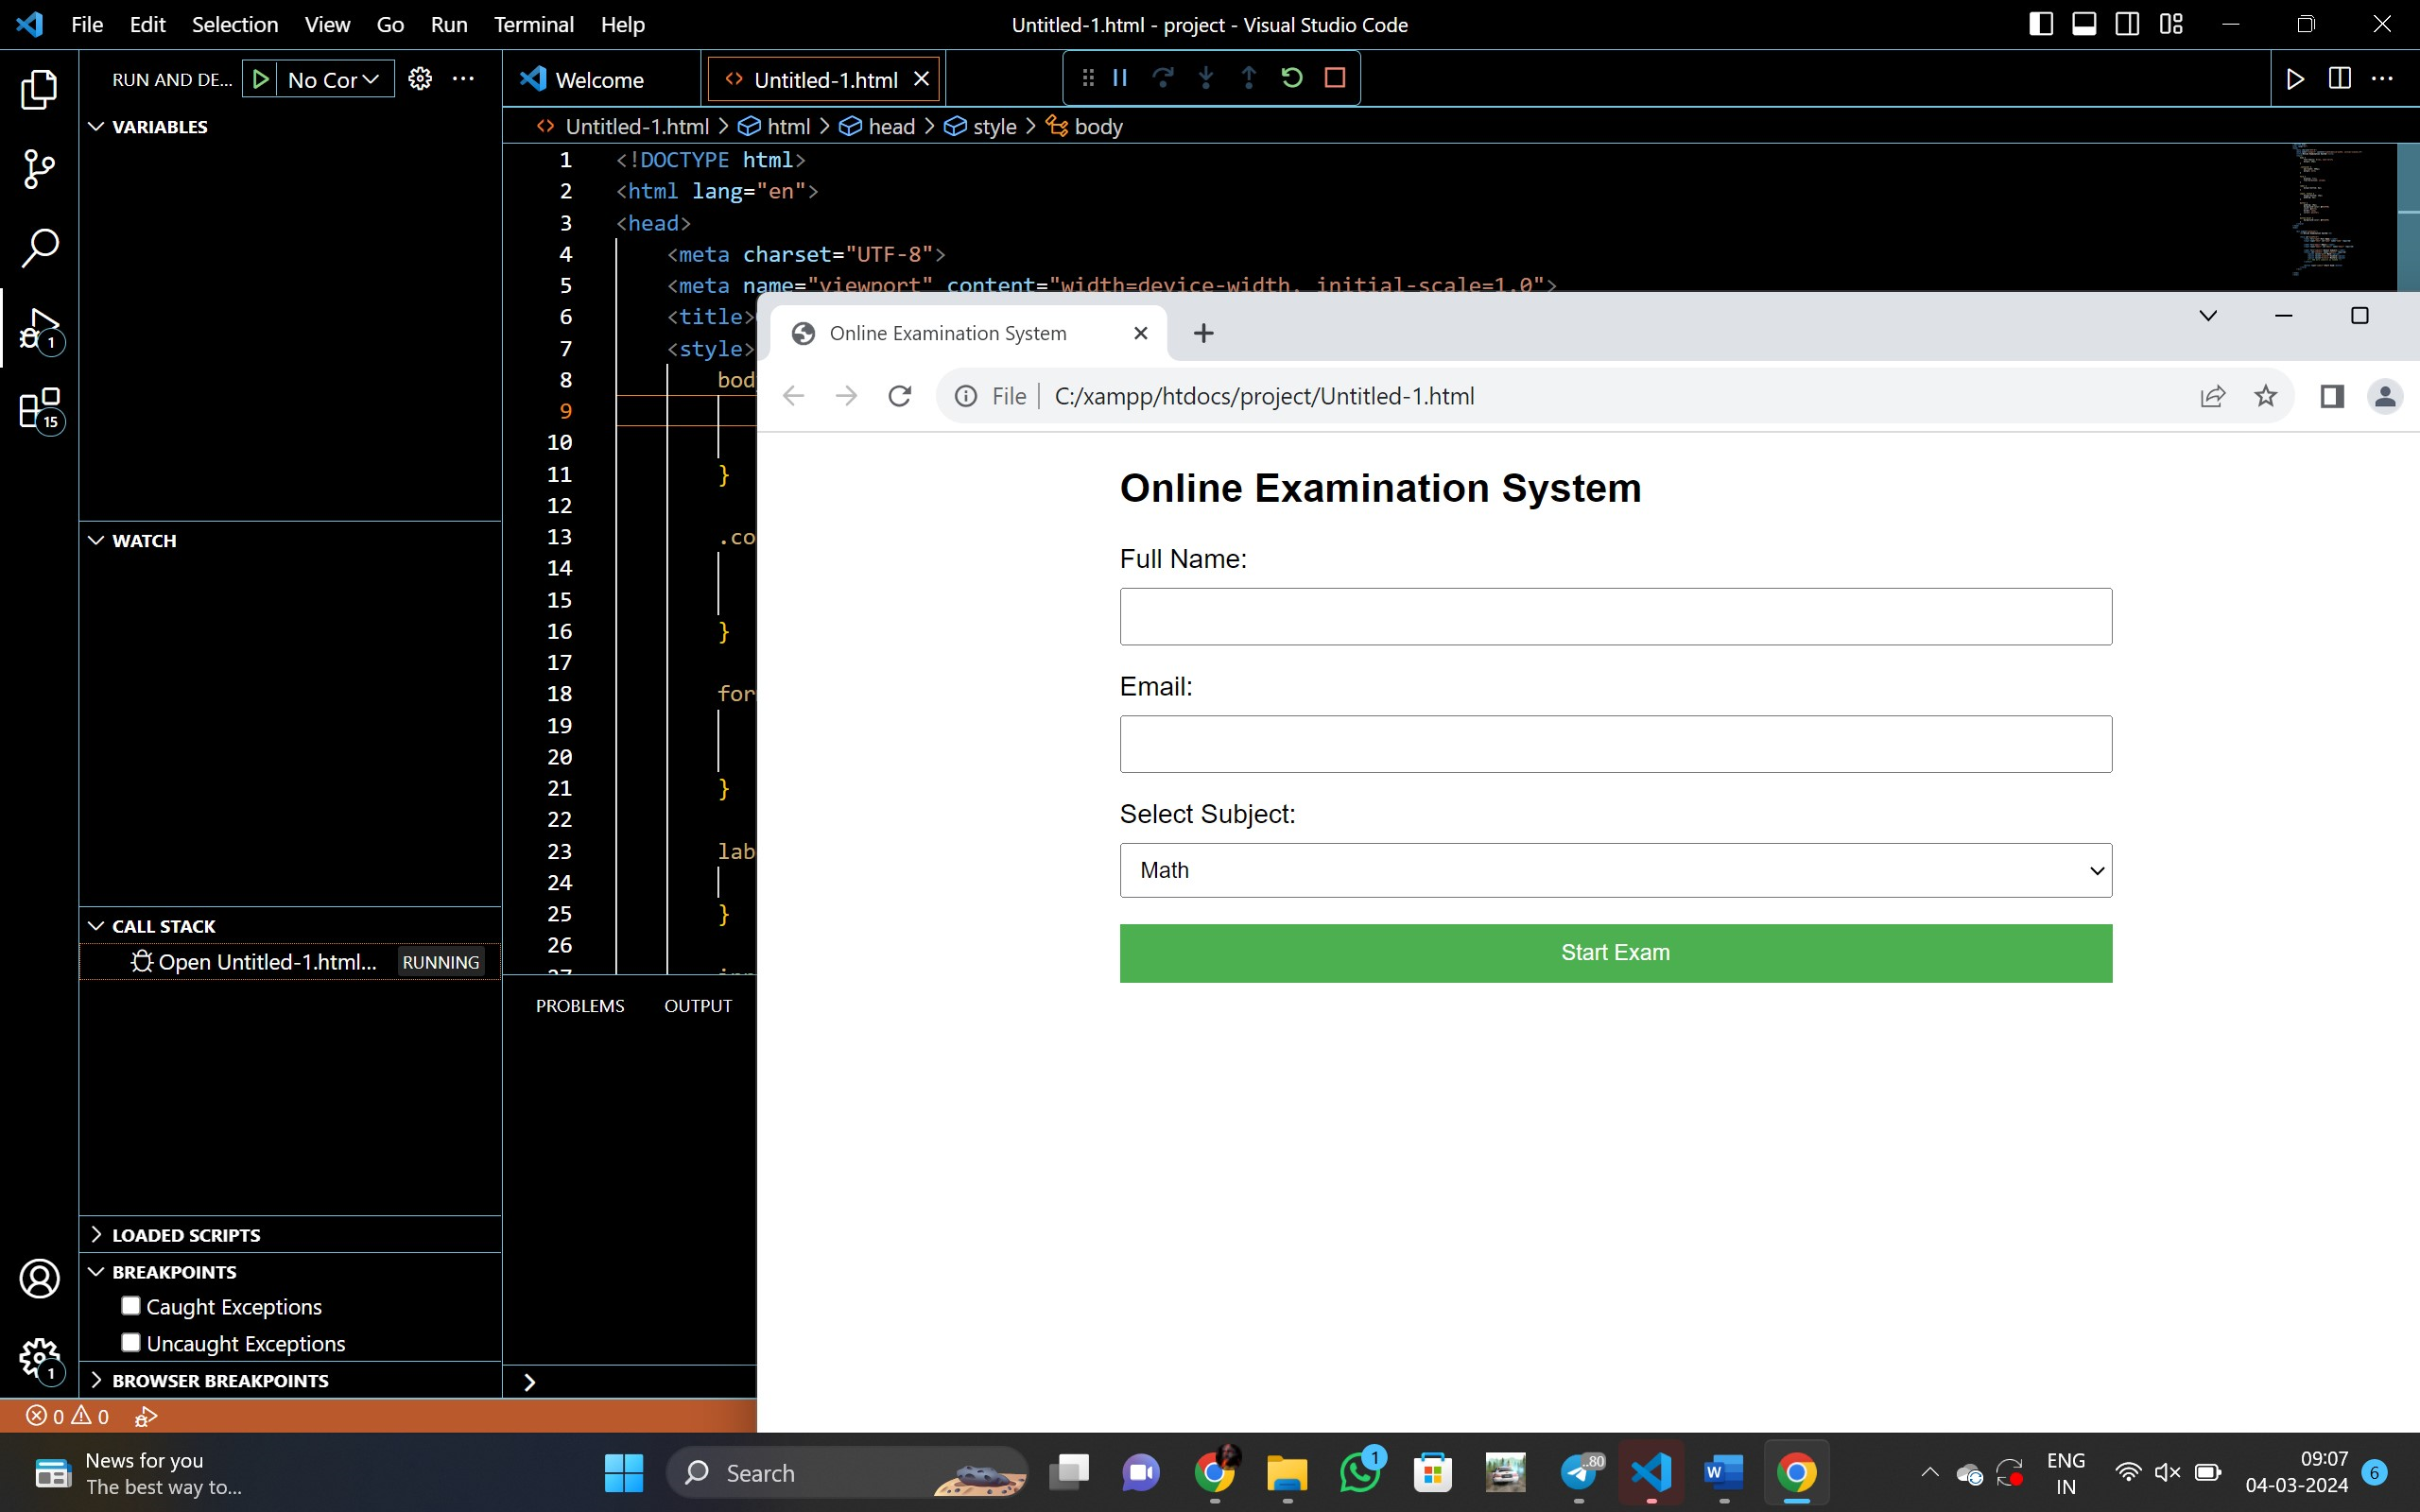 File Edit Selection View Go Run Terminal Help
Untitled-1.html - project - Visual Studio Code
RUN AND DE... No Cor
Welcome
Untitled-1.html
VARIABLES
Untitled-1.html > html > head > style > body
1 <!DOCTYPE html>
2 <html lang="en">
3 <head>
4 <meta charset="UTF-8">
5 <meta name="viewport" content="width=device-width, initial-scale=1.0">
6 <title>
7 <style>
8 bod
9
10
11 }
12
13 .co
14
15
16 }
17
18 for
19
20
21 }
22
23 lab
24
25 }
26
27
WATCH
CALL STACK
Open Untitled-1.html... RUNNING
LOADED SCRIPTS
BREAKPOINTS
Caught Exceptions
Uncaught Exceptions
BROWSER BREAKPOINTS
1
15
1
PROBLEMS OUTPUT
0 0
Online Examination System
File C:/xampp/htdocs/project/Untitled-1.html
Online Examination System
Full Name:
Email:
Select Subject:
Math
Start Exam
News for you
The best way to...
Search
1
..80
ENG
IN
09:07
04-03-2024
6